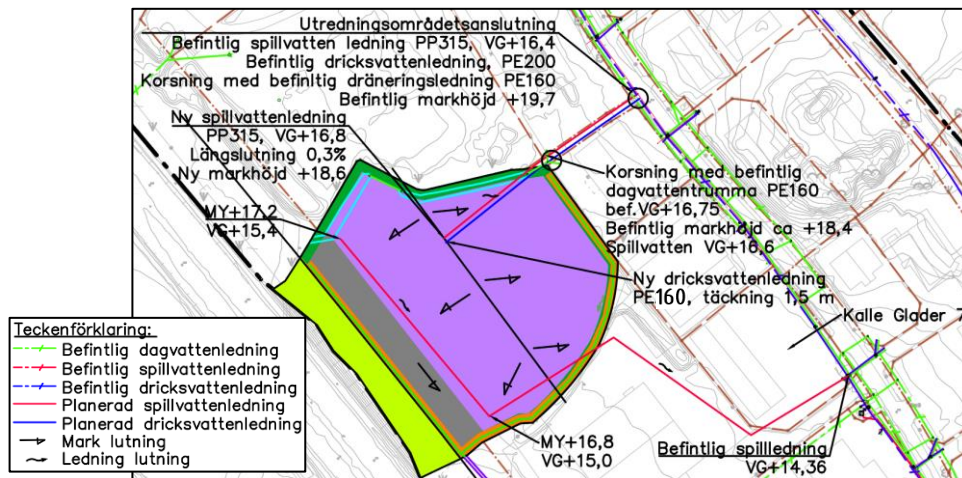 Utredningsområdetsanslutning
Befintlig spillvatten ledning PP315, VG+16,4
Befintlig dricksvattenledning, PE200
Korsning med befinltig dräneringsledning PE160
Befintlig markhöjd +19,7
Ny spillvattenledning
PP315, VG+16,8
Längslutning 0,3%
Ny markhöjd +18,6
MY+17,2
VG+15,4
Korsning med befintlig
dagvattentrumma PE160
bef.VG+16,75
Befintlig markhöjd ca +18,4
Spillvatten VG+16,6
Ny dricksvattenledning
PE160, täckning 1,5 m
Kalle Glader 7
Teckenförklaring:
Befintlig dagvattenledning
Befintlig spillvattenledning
Befintlig dricksvattenledning
Planerad spillvattenledning
Planerad dricksvattenledning
Mark lutning
Ledning lutning
MY+16,8
VG+15,0
Befintlig spillledning
VG+14,36